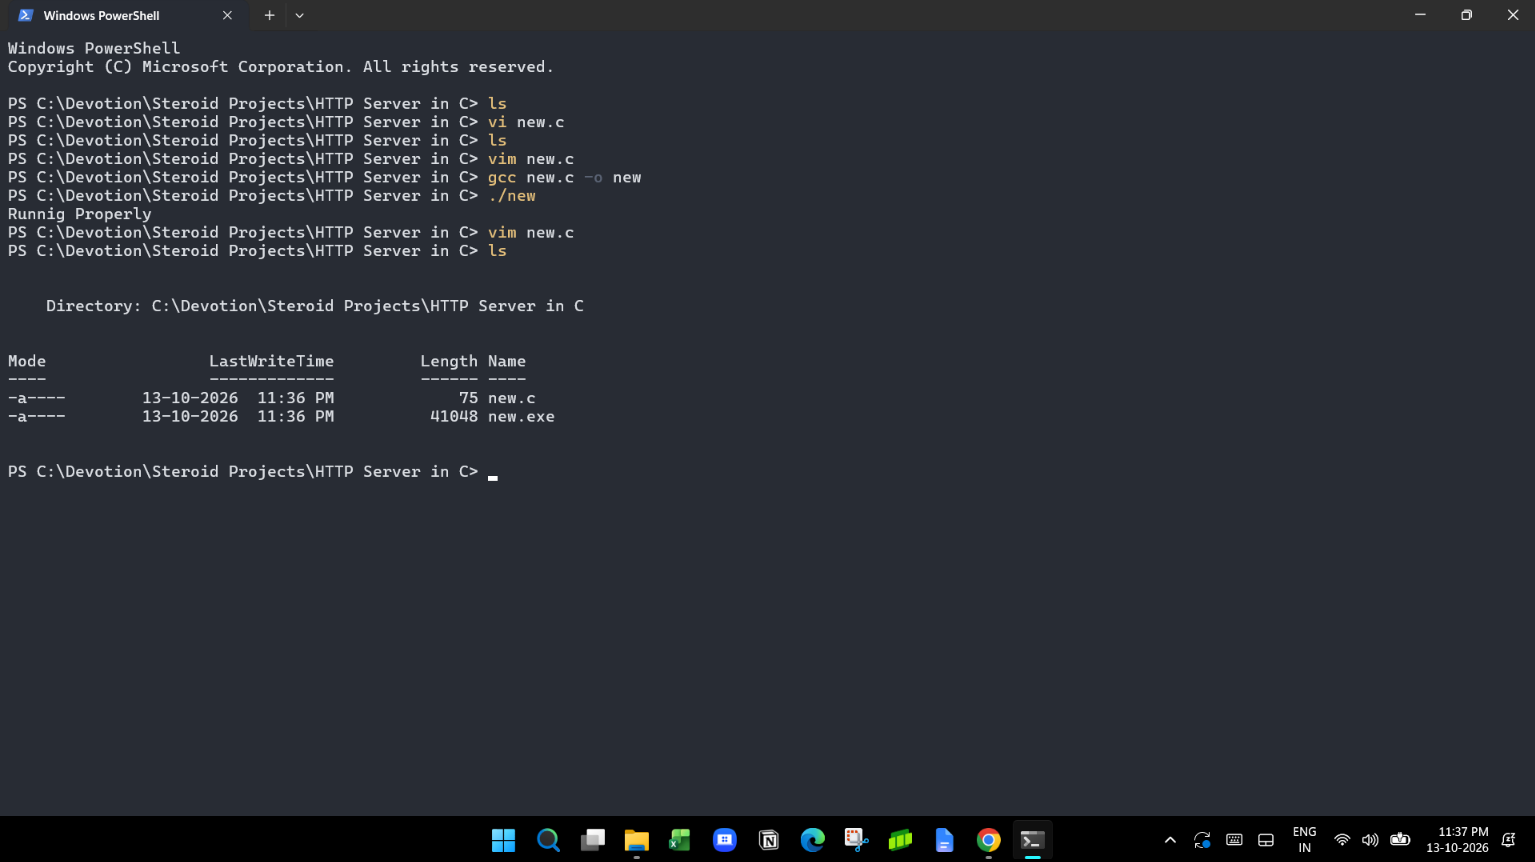 Windows PowerShell
Windows PowerShell
Copyright (C) Microsoft Corporation. All rights reserved.
PS C:\Devotion\Steroid Projects\HTTP Server in C> ls
PS C:\Devotion\Steroid Projects\HTTP Server in C> vi new.c
PS C:\Devotion\Steroid Projects\HTTP Server in C> ls
PS C:\Devotion\Steroid Projects\HTTP Server in C> vim new.c
PS C:\Devotion\Steroid Projects\HTTP Server in C> gcc new.c -o new
PS C:\Devotion\Steroid Projects\HTTP Server in C> ./new
Runnig Properly
PS C:\Devotion\Steroid Projects\HTTP Server in C> vim new.c
PS C:\Devotion\Steroid Projects\HTTP Server in C> ls
Directory: C:\Devotion\Steroid Projects\HTTP Server in C
Mode LastWriteTime Length Name
---- ------------- ------ ----
-a---- 13-10-2026 11:36 PM 75 new.c
-a---- 13-10-2026 11:36 PM 41048 new.exe
PS C:\Devotion\Steroid Projects\HTTP Server in C>
ENG 11:37 PM
IN 13-10-2026